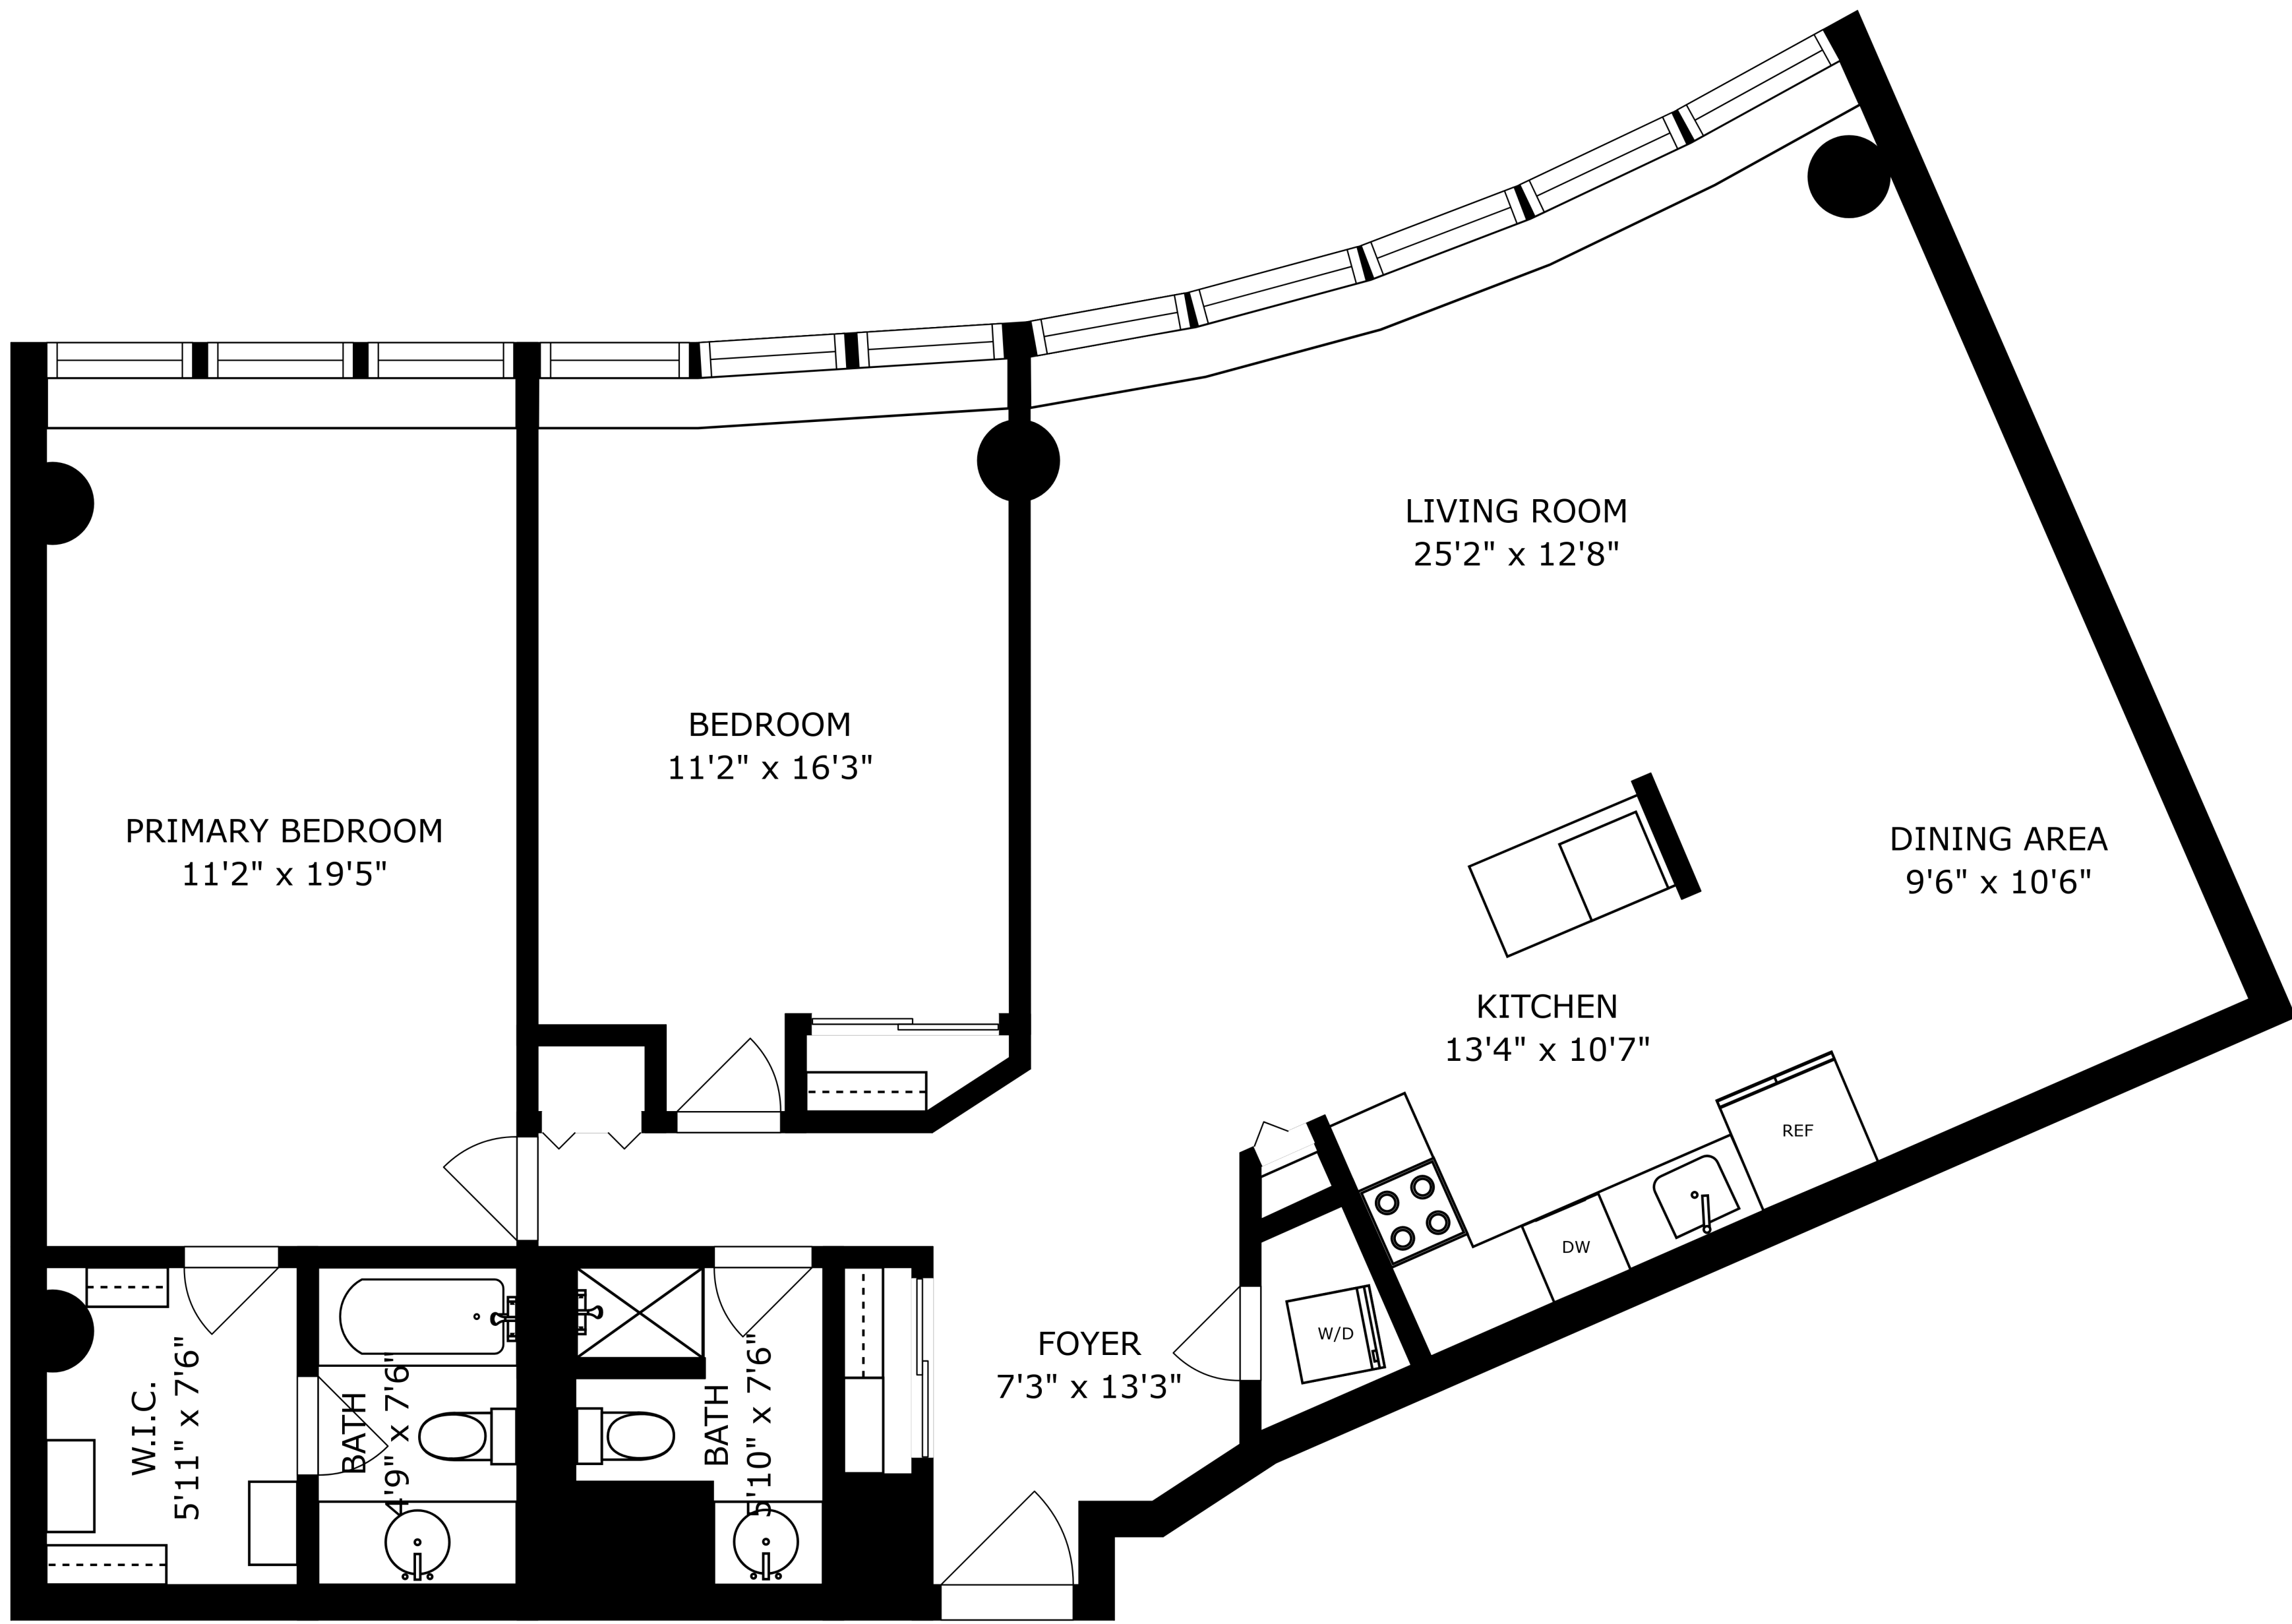 LIVING ROOM
25'2" x 12'8"
BEDROOM
11'2" x 16'3"
PRIMARY BEDROOM
11'2" x 19'5"
DINING AREA
9'6" x 10'6"
KITCHEN
13'4" x 10'7"
REF
DW
W/D
FOYER
7'3" x 13'3"
W.I.C.
5'11" x 7'6"
BATH
4'9" x 7'6"
BATH
5'10" x 7'6"